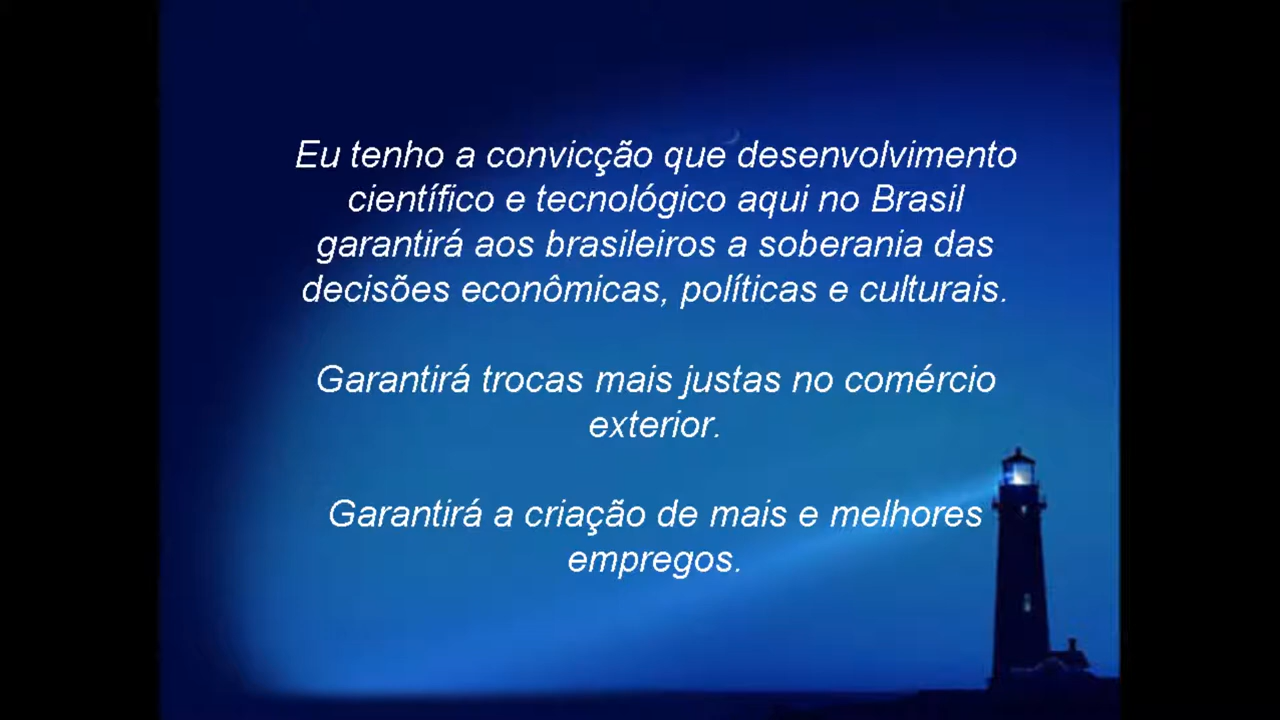 Eu tenho a convicção que desenvolvimento
científico e tecnológico aqui no Brasil
garantirá aos brasileiros a soberania das
decisões econômicas, políticas e culturais.
Garantirá trocas mais justas no comércio
exterior.
Garantirá a criação de mais e melhores
empregos.